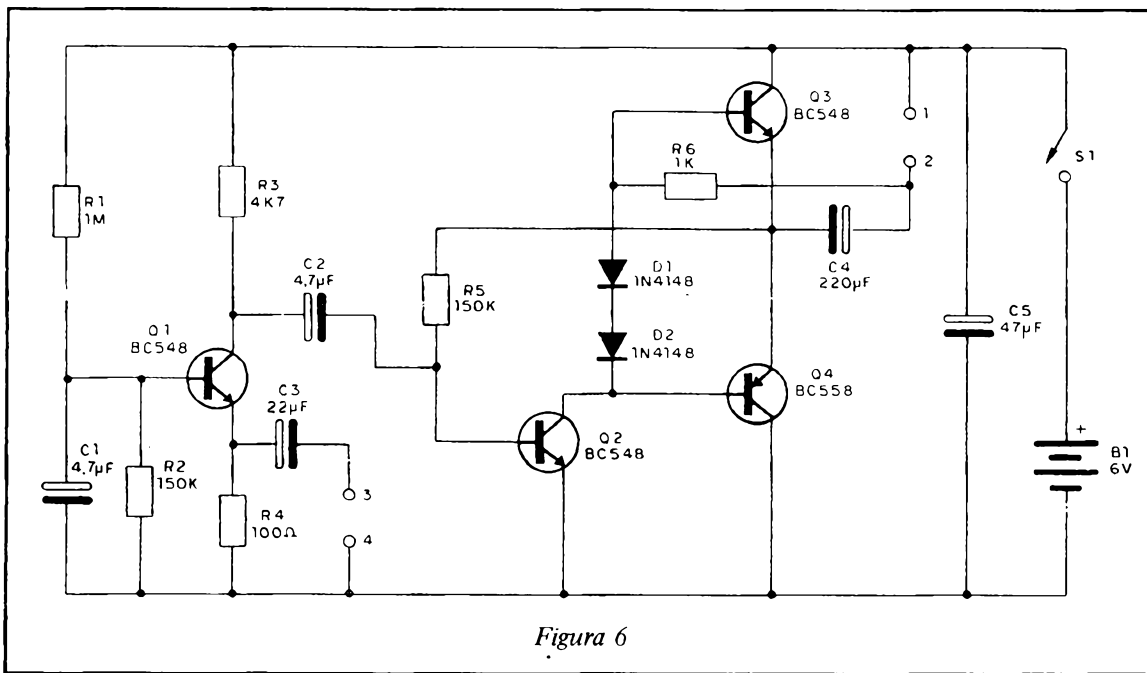 Q3
BC548
1
2
S1
R6
1K
R3
4K7
R1
1M
C2
4,7µF
R5
150K
D1
1N4148
C4
220µF
Q1
BC548
D2
1N4148
C5
47µF
C3
22µF
Q4
BC558
C1
4,7µF
R2
150K
Q2
BC548
+
B1
6V
R4
100Ω
3
4
Figura 6